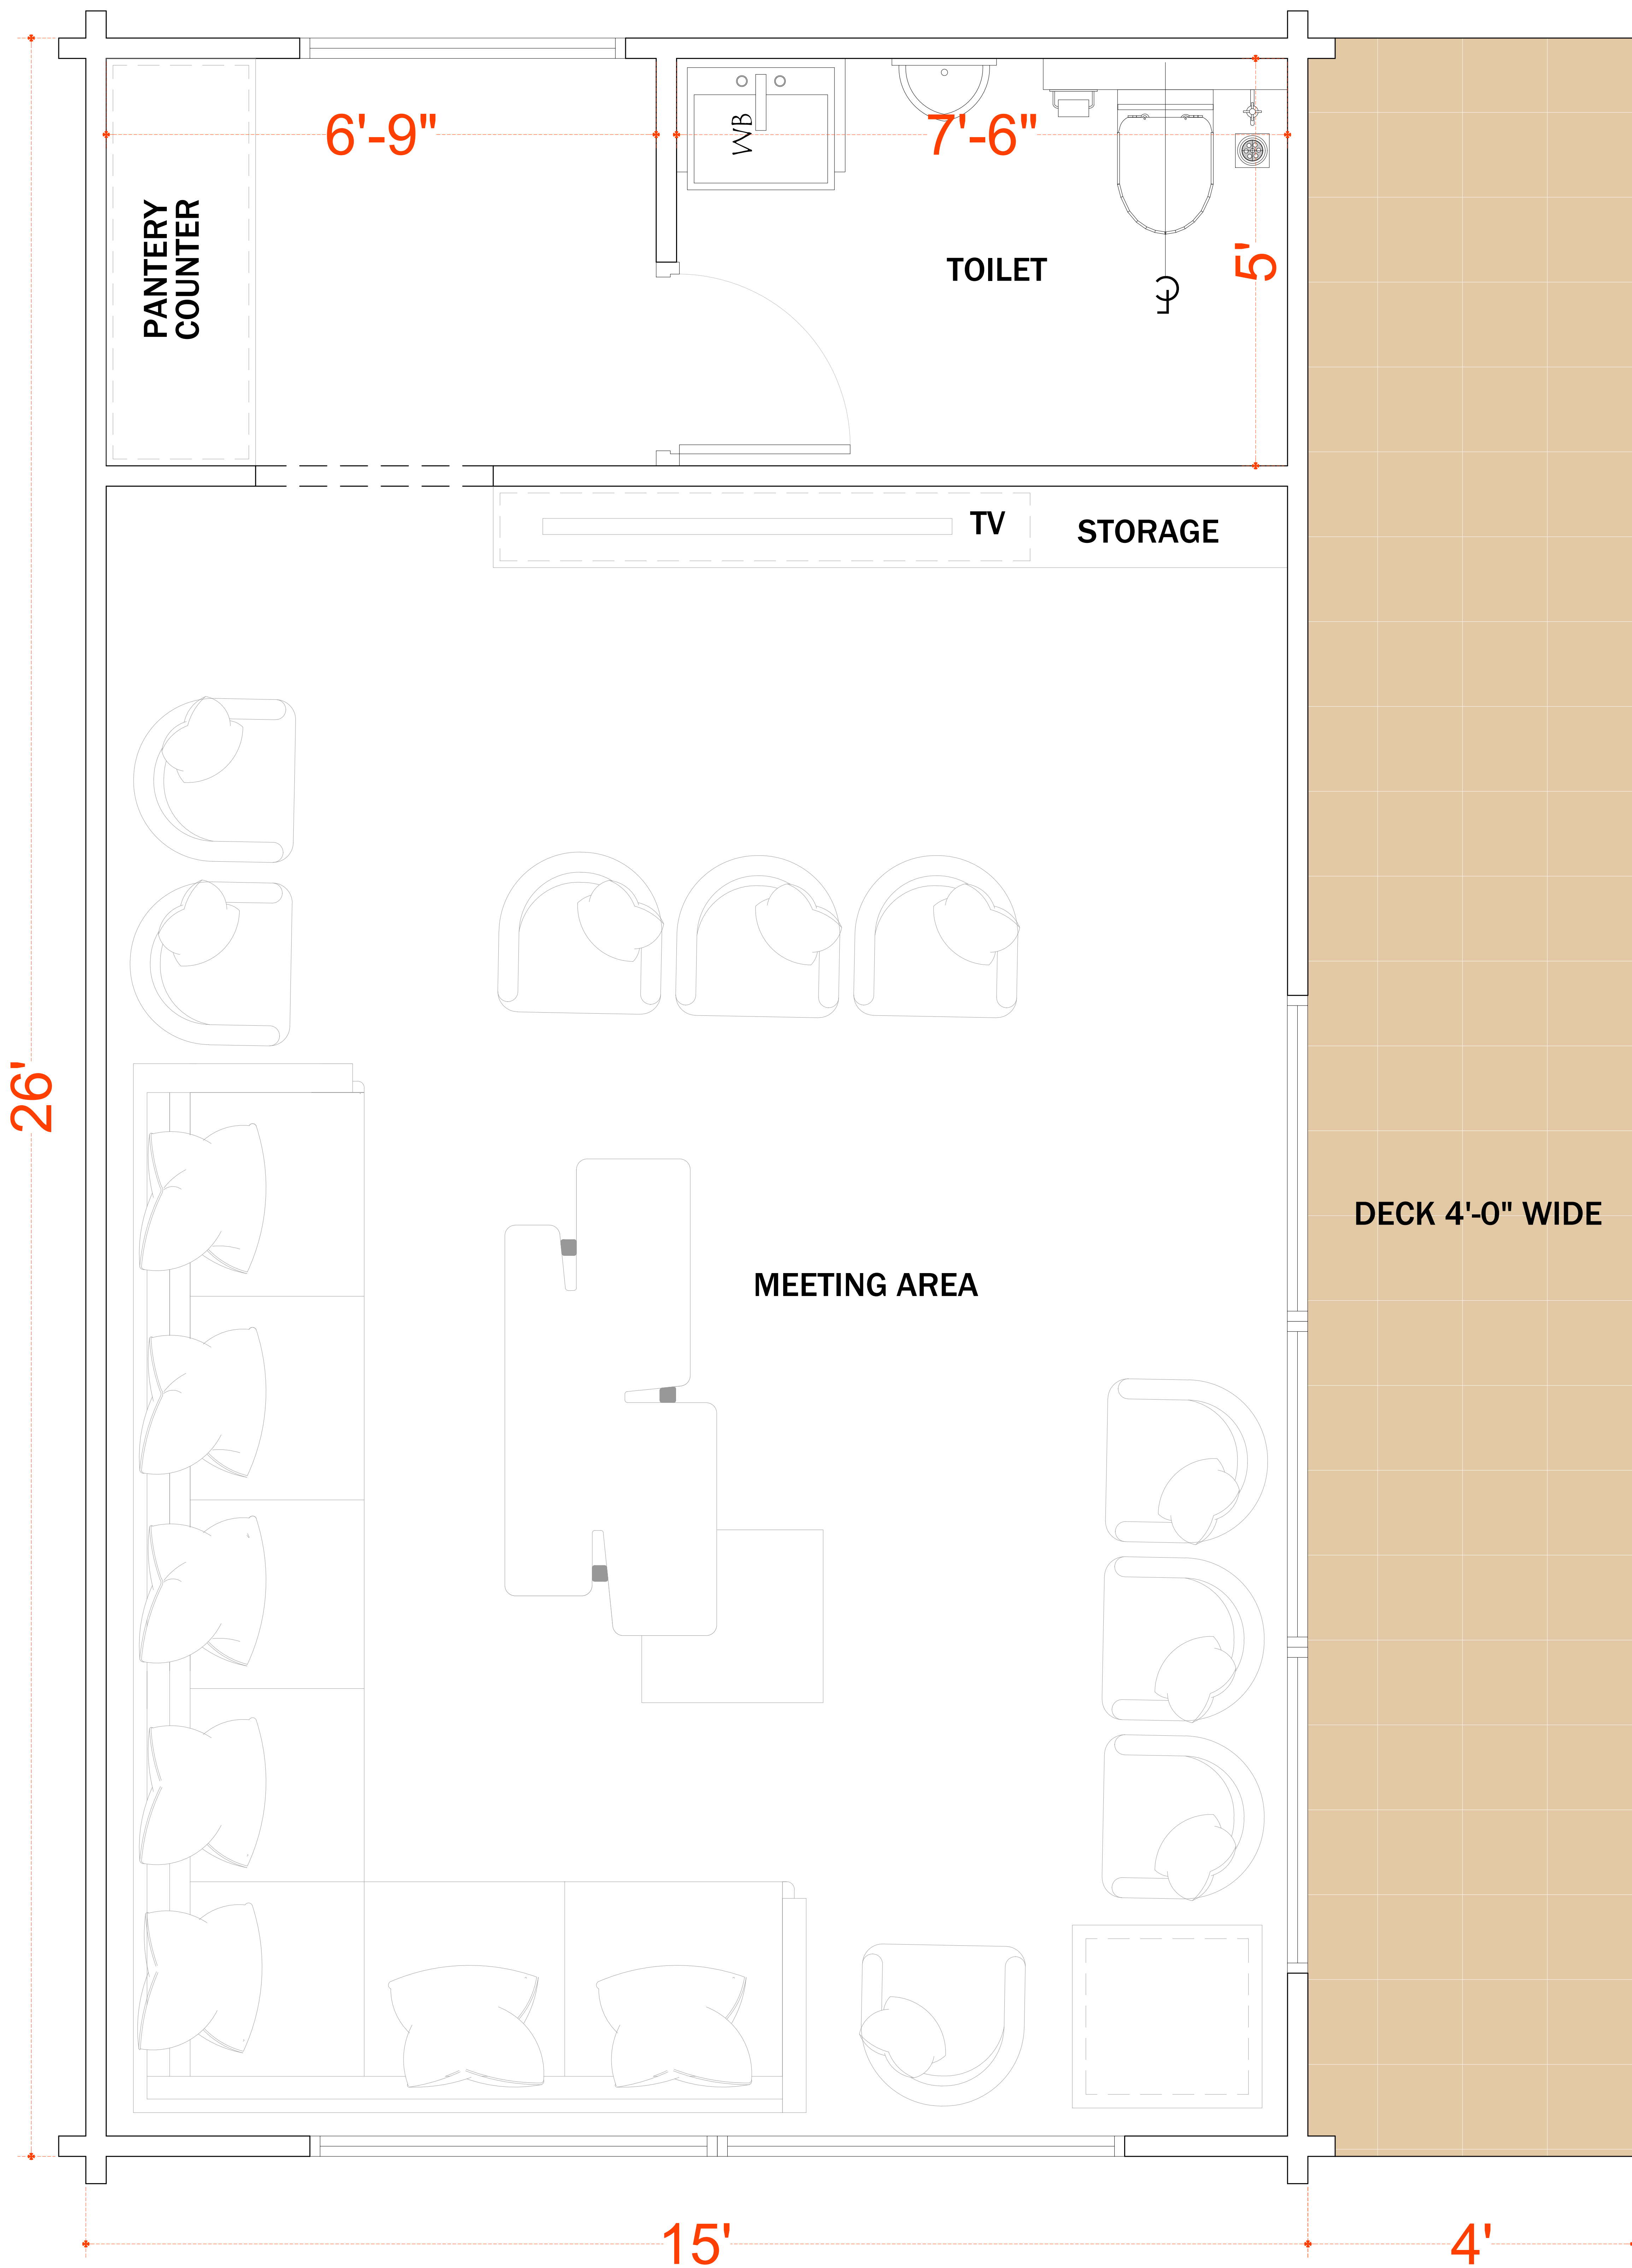 6'-9"
7'-6"
WB
PANTERY
COUNTER
TOILET
5'
TV
STORAGE
26'
DECK 4'-0" WIDE
MEETING AREA
15'
4'